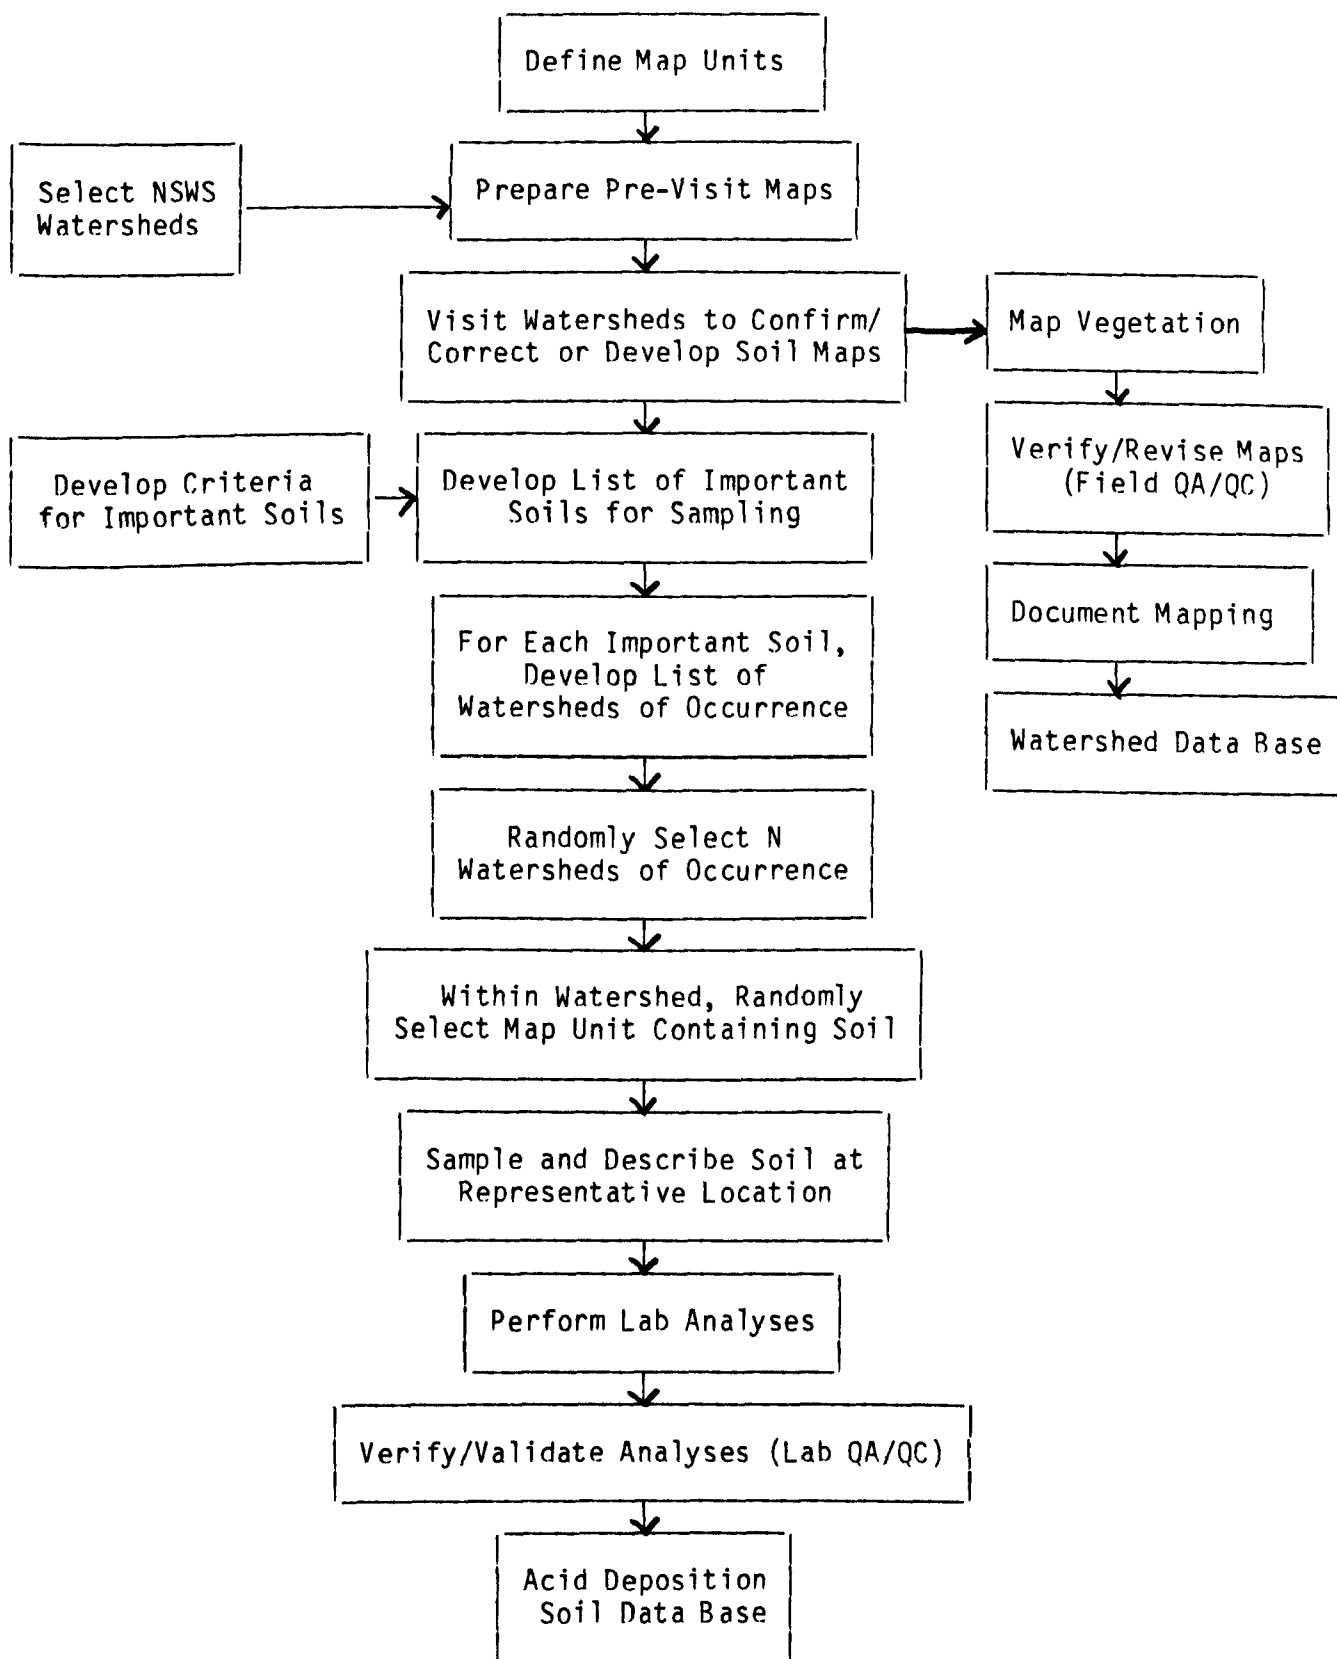 Define Map Units
Select NSWS
Watersheds
Prepare Pre-Visit Maps
Visit Watersheds to Confirm/
Correct or Develop Soil Maps
Map Vegetation
Verify/Revise Maps
(Field QA/QC)
Document Mapping
Watershed Data Base
Develop Criteria
for Important Soils
Develop List of Important
Soils for Sampling
For Each Important Soil,
Develop List of
Watersheds of Occurrence
Randomly Select N
Watersheds of Occurrence
Within Watershed, Randomly
Select Map Unit Containing Soil
Sample and Describe Soil at
Representative Location
Perform Lab Analyses
Verify/Validate Analyses (Lab QA/QC)
Acid Deposition
Soil Data Base